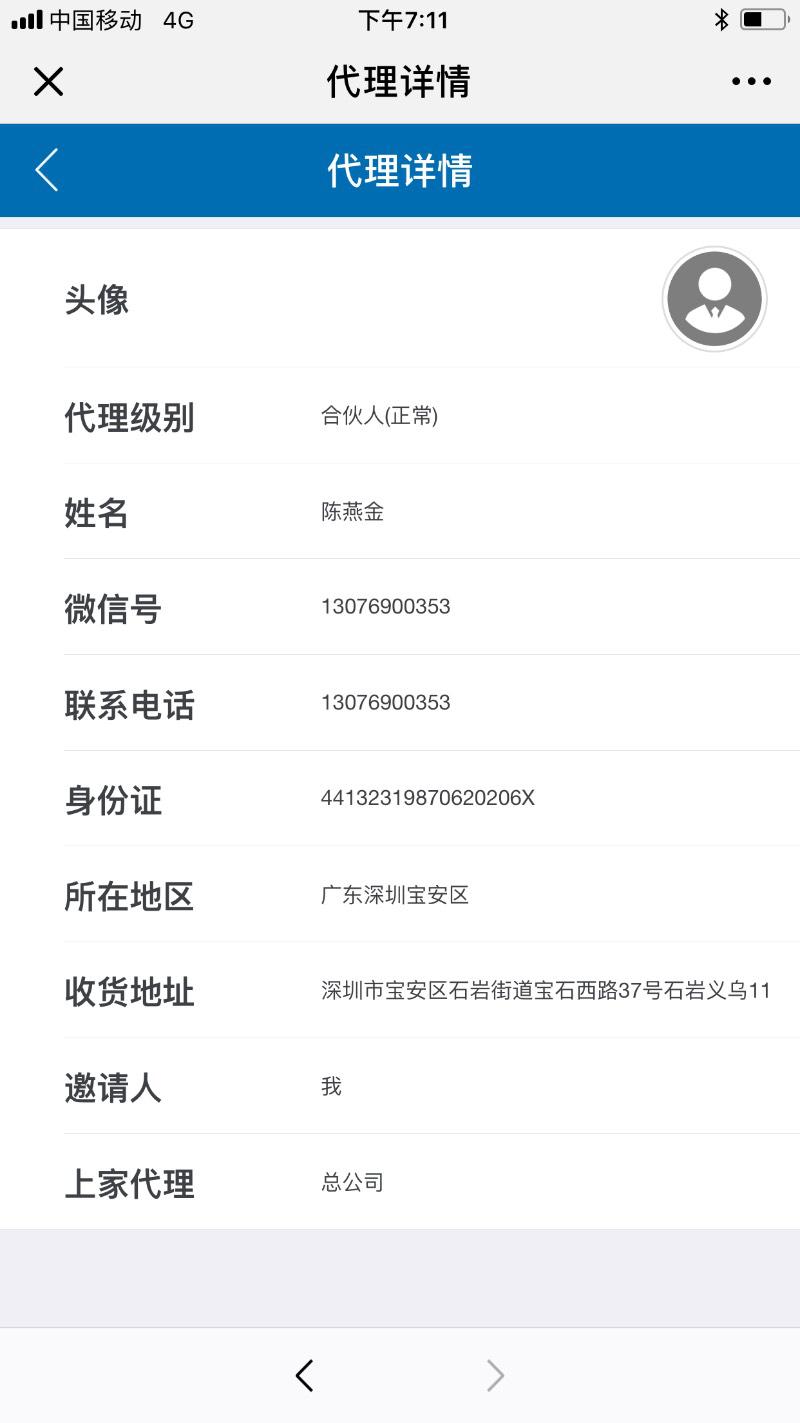 中国移动 4G 下午7:11
代理详情
代理详情
头像
代理级别 合伙人(正常)
姓名 陈燕金
微信号 13076900353
联系电话 13076900353
身份证 44132319870620206X
所在地区 广东深圳宝安区
收货地址 深圳市宝安区石岩街道宝石西路37号石岩义乌11
邀请人 我
上家代理 总公司